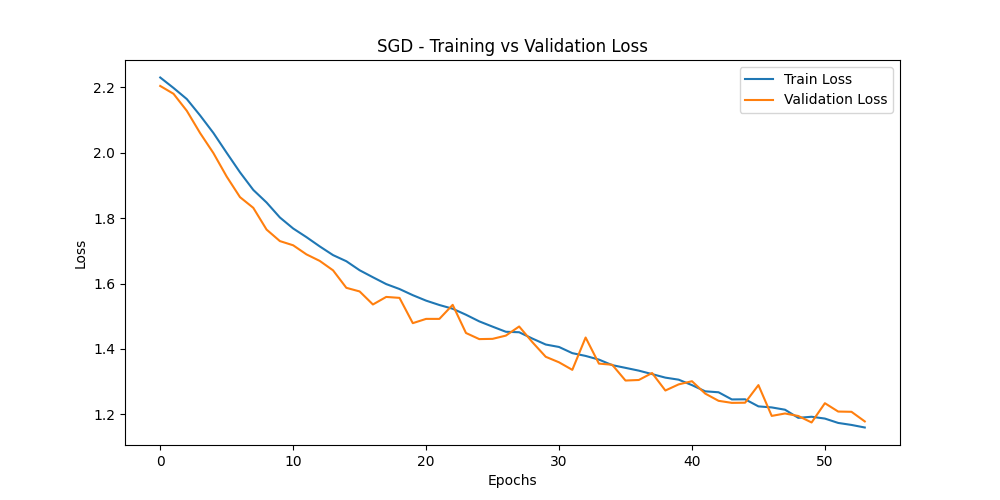 SGD - Training vs Validation Loss
Train Loss
Validation Loss
2.2
2.0
1.8
1.6
1.4
1.2
Loss
0 10 20 30 40 50
Epochs